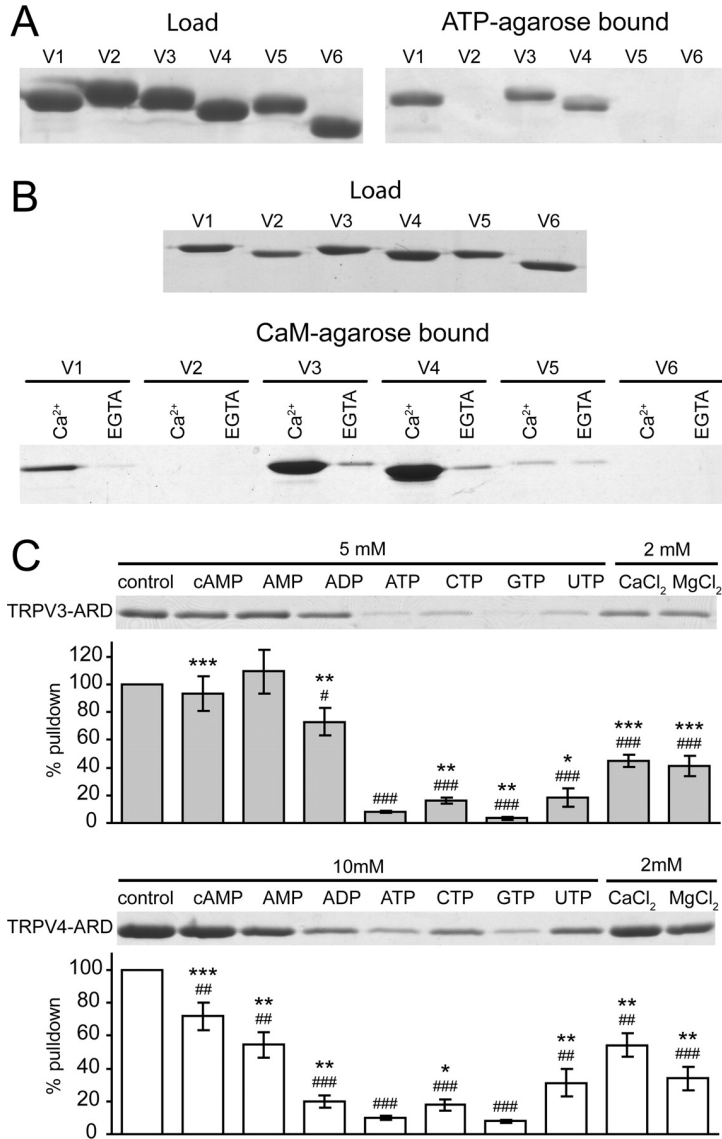 A
Load
ATP-agarose bound
V1 V2 V3 V4 V5 V6
V1 V2 V3 V4 V5 V6
B
Load
V1 V2 V3 V4 V5 V6
CaM-agarose bound
V1 V2 V3 V4 V5 V6
Ca²⁺ EGTA Ca²⁺ EGTA Ca²⁺ EGTA Ca²⁺ EGTA Ca²⁺ EGTA Ca²⁺ EGTA
C
5 mM 2 mM
control cAMP AMP ADP ATP CTP GTP UTP CaCl₂ MgCl₂
TRPV3-ARD
% pulldown
120
100
80
60
40
20
0
*** ** ** ** * *** ***
# ### ### ### ### ### ###
10mM 2mM
control cAMP AMP ADP ATP CTP GTP UTP CaCl₂ MgCl₂
TRPV4-ARD
% pulldown
100
80
60
40
20
0
*** ** ** * ** ** **
## ## ### ### ### ### ## ## ###